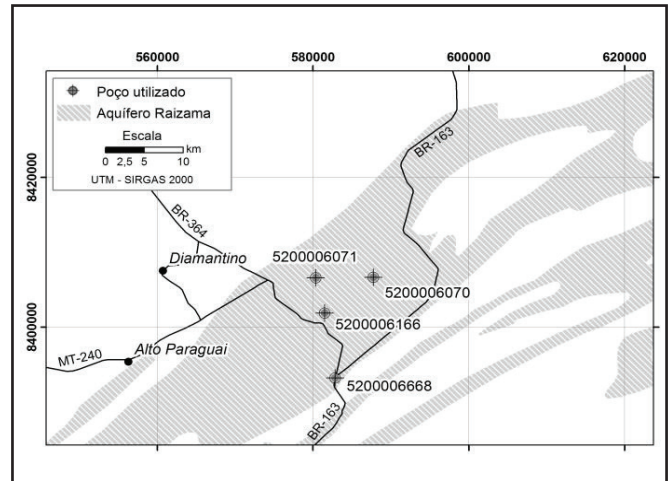 560000
580000
600000
620000
Poço utilizado
Aquífero Raizama
Escala
km
0 2,5 5 10
UTM - SIRGAS 2000
BR-163
8420000
BR-364
Diamantino
5200006071
5200006070
5200006166
8400000
Alto Paraguai
MT-240
5200006668
BR-163